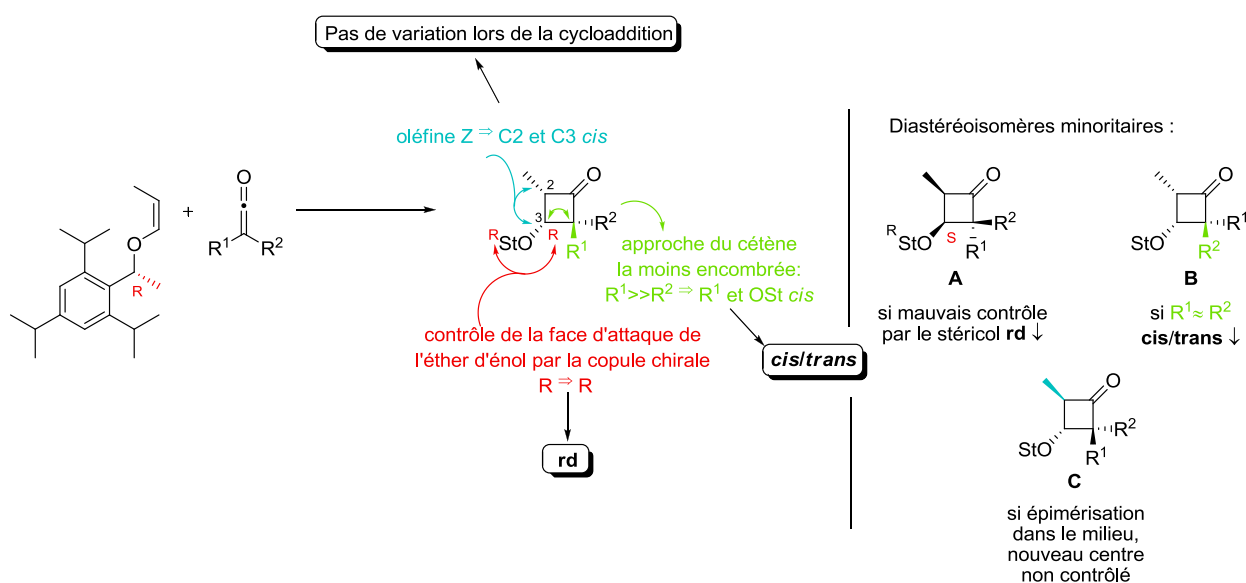 Pas de variation lors de la cycloaddition
oléfine Z ⇒ C2 et C3 cis
O
+
O
R¹
R²
R
2
O
3
R
StO
R
R¹
R²
approche du cétène
la moins encombrée:
R¹>>R² ⇒ R¹ et OSt cis
cis/trans
contrôle de la face d'attaque de
l'éther d'énol par la copule chirale
R ⇒ R
rd
Diastéréoisomères minoritaires :
O
R²
R
StO
S
R¹
A
si mauvais contrôle
par le stéricol rd ↓
O
R¹
StO
R²
B
si R¹ ≈ R²
cis/trans ↓
O
R²
StO
R¹
C
si épimérisation
dans le milieu,
nouveau centre
non contrôlé